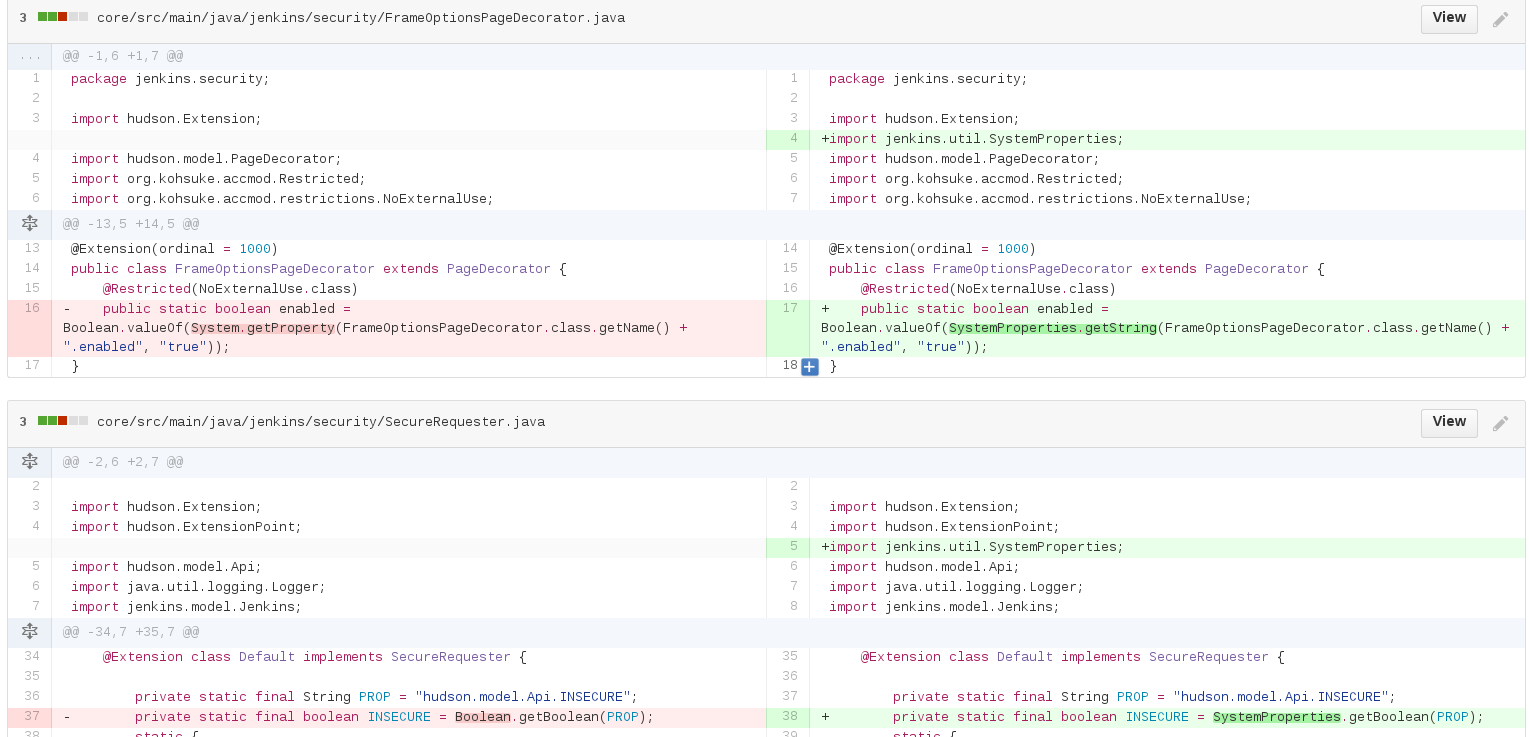 3 core/src/main/java/jenkins/security/FrameOptionsPageDecorator.java View
... @@ -1,6 +1,7 @@
1 package jenkins.security; 1 package jenkins.security;
2 2
3 import hudson.Extension; 3 import hudson.Extension;
4 +import jenkins.util.SystemProperties;
4 import hudson.model.PageDecorator; 5 import hudson.model.PageDecorator;
5 import org.kohsuke.accmod.Restricted; 6 import org.kohsuke.accmod.Restricted;
6 import org.kohsuke.accmod.restrictions.NoExternalUse; 7 import org.kohsuke.accmod.restrictions.NoExternalUse;
@@ -13,5 +14,5 @@
13 @Extension(ordinal = 1000) 14 @Extension(ordinal = 1000)
14 public class FrameOptionsPageDecorator extends PageDecorator { 15 public class FrameOptionsPageDecorator extends PageDecorator {
15 @Restricted(NoExternalUse.class) 16 @Restricted(NoExternalUse.class)
16 - public static boolean enabled = 17 + public static boolean enabled =
Boolean.valueOf(System.getProperty(FrameOptionsPageDecorator.class.getName() + Boolean.valueOf(SystemProperties.getString(FrameOptionsPageDecorator.class.getName() +
".enabled", "true")); ".enabled", "true"));
17 } 18 + }
3 core/src/main/java/jenkins/security/SecureRequester.java View
@@ -2,6 +2,7 @@
2 2
3 import hudson.Extension; 3 import hudson.Extension;
4 import hudson.ExtensionPoint; 4 import hudson.ExtensionPoint;
5 +import jenkins.util.SystemProperties;
5 import hudson.model.Api; 6 import hudson.model.Api;
6 import java.util.logging.Logger; 7 import java.util.logging.Logger;
7 import jenkins.model.Jenkins; 8 import jenkins.model.Jenkins;
@@ -34,7 +35,7 @@
34 @Extension class Default implements SecureRequester { 35 @Extension class Default implements SecureRequester {
35 36
36 private static final String PROP = "hudson.model.Api.INSECURE"; 37 private static final String PROP = "hudson.model.Api.INSECURE";
37 - private static final boolean INSECURE = Boolean.getBoolean(PROP); 38 + private static final boolean INSECURE = SystemProperties.getBoolean(PROP);
38 static { 39 static {